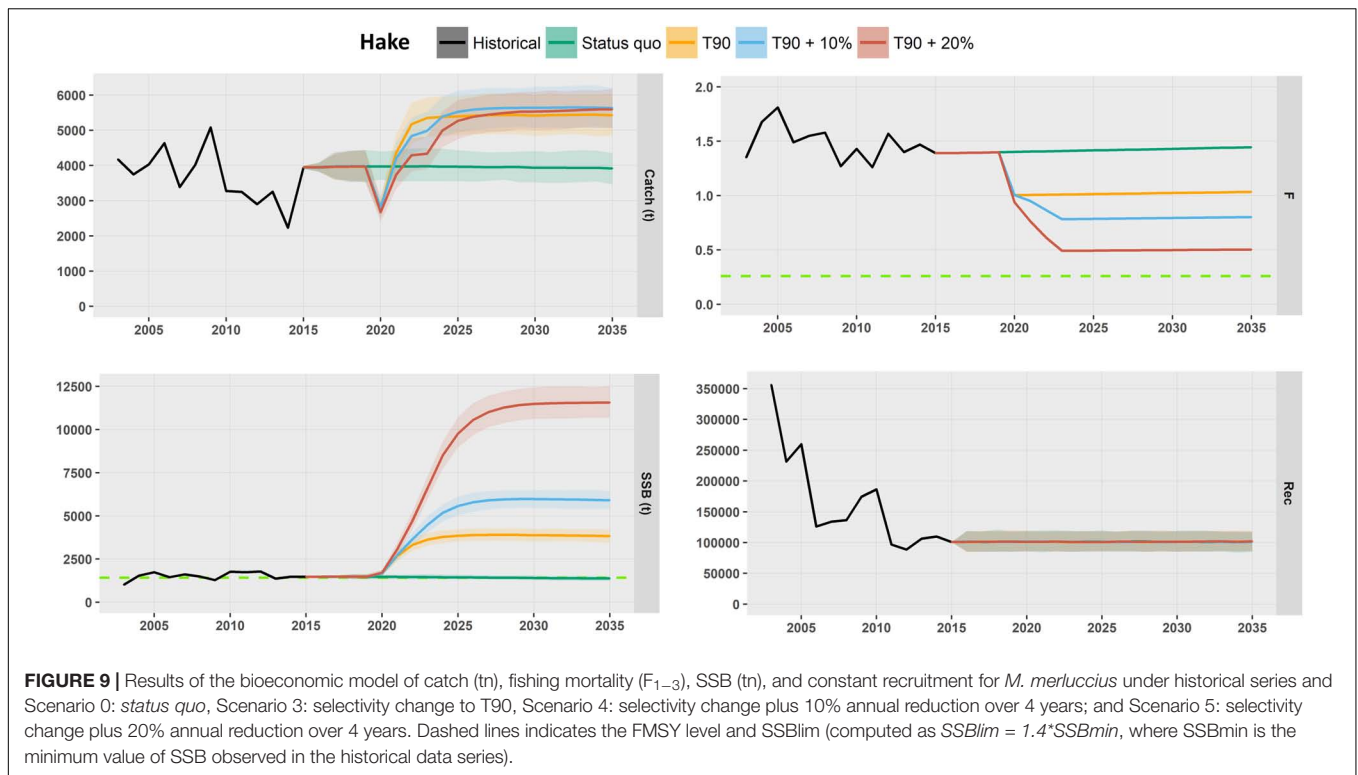 Hake Historical Status quo T90 T90 + 10% T90 + 20%
6000
5000
4000
3000
2000
1000
0
2005 2010 2015 2020 2025 2030 2035
Catch (t)
2.0
1.5
1.0
0.5
0.0
2005 2010 2015 2020 2025 2030 2035
F
12500
10000
7500
5000
2500
0
2005 2010 2015 2020 2025 2030 2035
SSB (t)
350000
300000
250000
200000
150000
100000
50000
0
2005 2010 2015 2020 2025 2030 2035
Rec
FIGURE 9 | Results of the bioeconomic model of catch (tn), fishing mortality (F1–3), SSB (tn), and constant recruitment for M. merluccius under historical series and
Scenario 0: status quo, Scenario 3: selectivity change to T90, Scenario 4: selectivity change plus 10% annual reduction over 4 years; and Scenario 5: selectivity
change plus 20% annual reduction over 4 years. Dashed lines indicates the FMSY level and SSBlim (computed as SSBlim = 1.4*SSBmin, where SSBmin is the
minimum value of SSB observed in the historical data series).